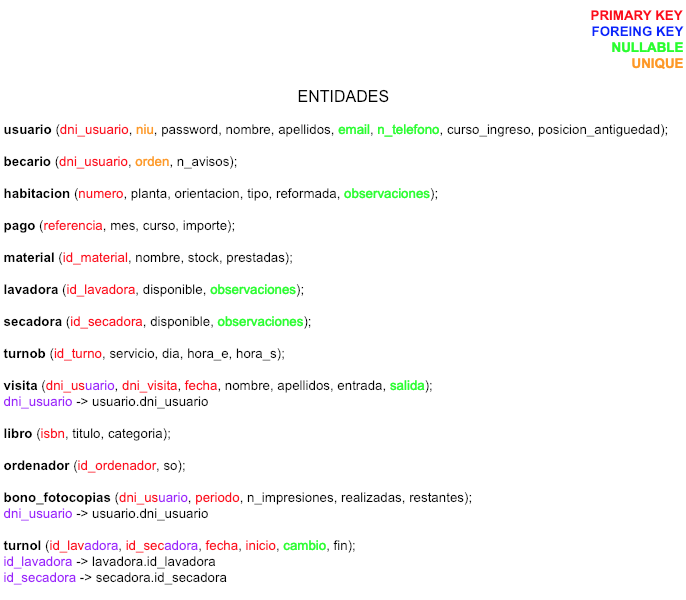 PRIMARY KEY
FOREING KEY
NULLABLE
UNIQUE
ENTIDADES
usuario (dni_usuario, niu, password, nombre, apellidos, email, n_telefono, curso_ingreso, posicion_antiguedad);
becario (dni_usuario, orden, n_avisos);
habitacion (numero, planta, orientacion, tipo, reformada, observaciones);
pago (referencia, mes, curso, importe);
material (id_material, nombre, stock, prestadas);
lavadora (id_lavadora, disponible, observaciones);
secadora (id_secadora, disponible, observaciones);
turnob (id_turno, servicio, dia, hora_e, hora_s);
visita (dni_usuario, dni_visita, fecha, nombre, apellidos, entrada, salida);
dni_usuario -> usuario.dni_usuario
libro (isbn, titulo, categoria);
ordenador (id_ordenador, so);
bono_fotocopias (dni_usuario, periodo, n_impresiones, realizadas, restantes);
dni_usuario -> usuario.dni_usuario
turnol (id_lavadora, id_secadora, fecha, inicio, cambio, fin);
id_lavadora -> lavadora.id_lavadora
id_secadora -> secadora.id_secadora